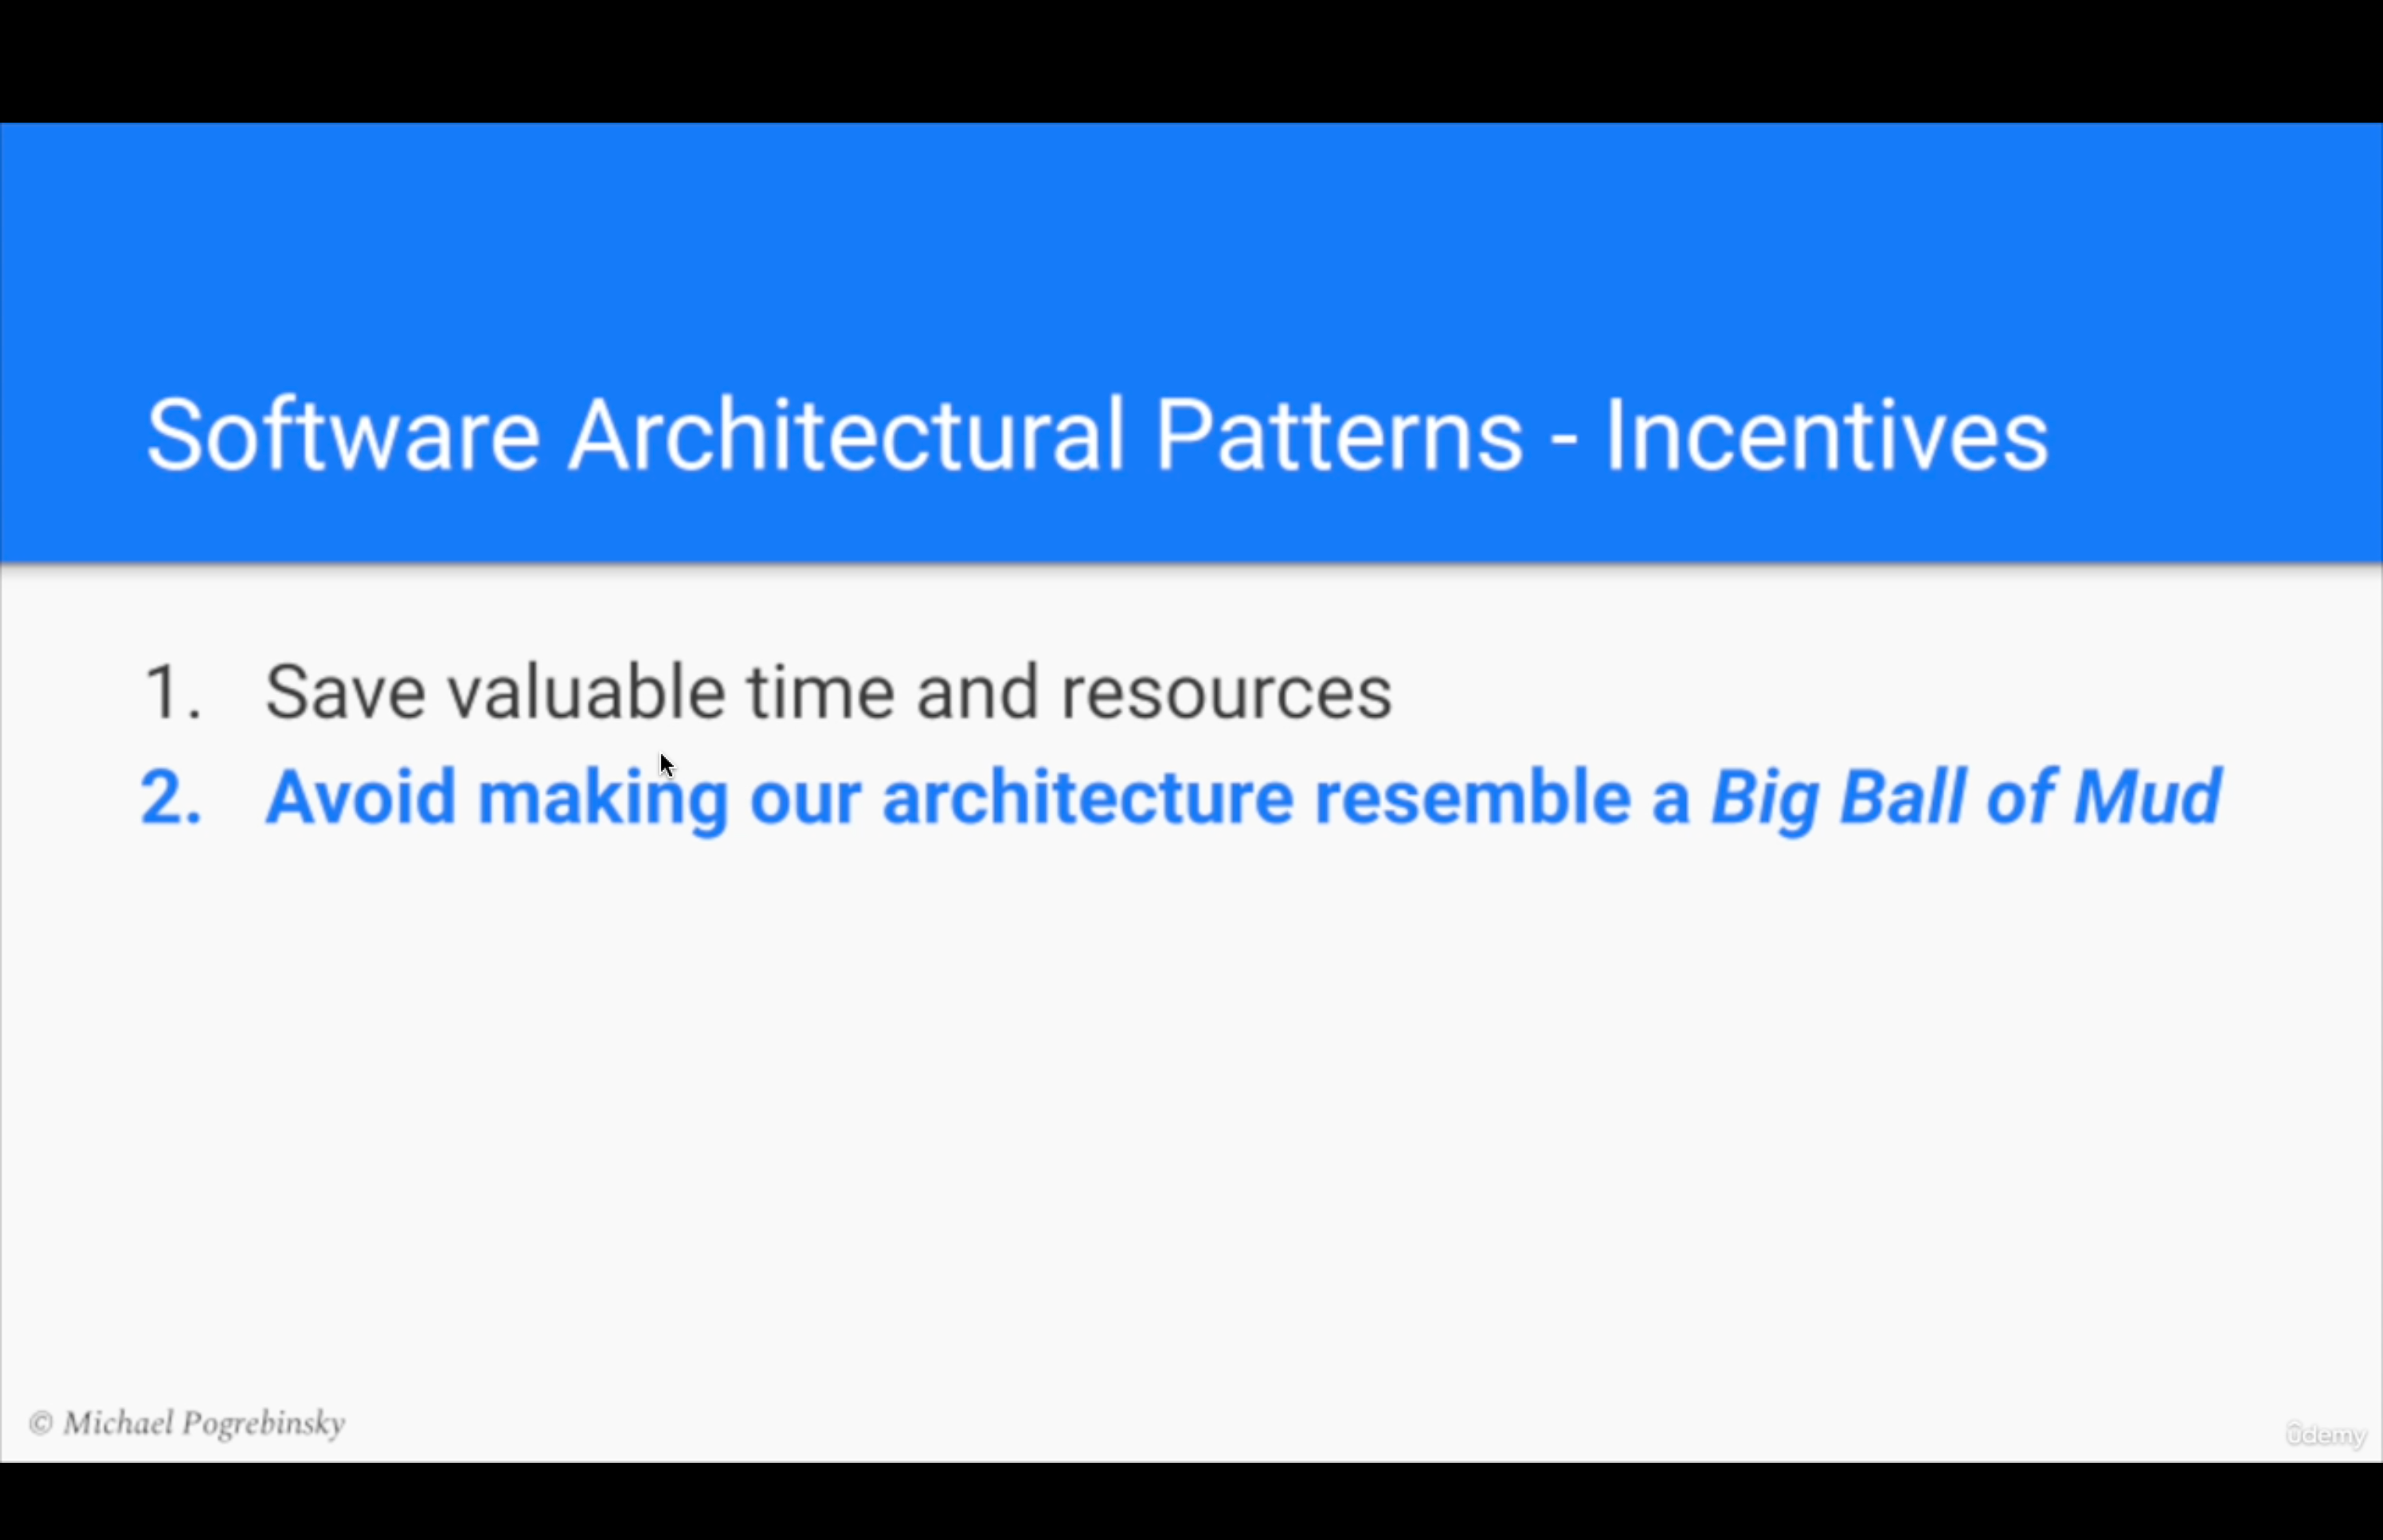 Software Architectural Patterns - Incentives
1. Save valuable time and resources
2. Avoid making our architecture resemble a Big Ball of Mud
© Michael Pogrebinsky
ûdemy